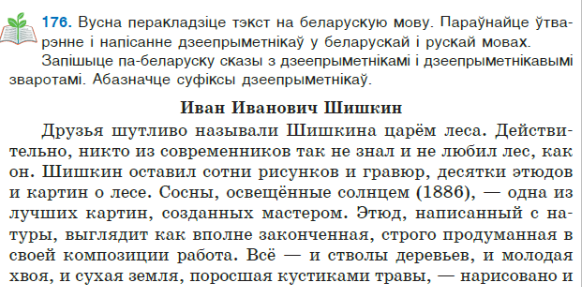 176. Вусна перакладзіце тэкст на беларускую мову. Параўнайце ўтва-
рэнне і напісанне дзеепрыметнікаў у беларускай і рускай мовах.
Запішыце па-беларуску сказы з дзеепрыметнікамі і дзеепрыметнікавымі
зваротамі. Абазначце суфіксы дзеепрыметнікаў.
Иван Иванович Шишкин
Друзья шутливо называли Шишкина царём леса. Действи-
тельно, никто из современников так не знал и не любил лес, как
он. Шишкин оставил сотни рисунков и гравюр, десятки этюдов
и картин о лесе. Сосны, освещённые солнцем (1886), — одна из
лучших картин, созданных мастером. Этюд, написанный с на-
туры, выглядит как вполне законченная, строго продуманная в
своей композиции работа. Всё — и стволы деревьев, и молодая
хвоя, и сухая земля, поросшая кустиками травы, — нарисовано и